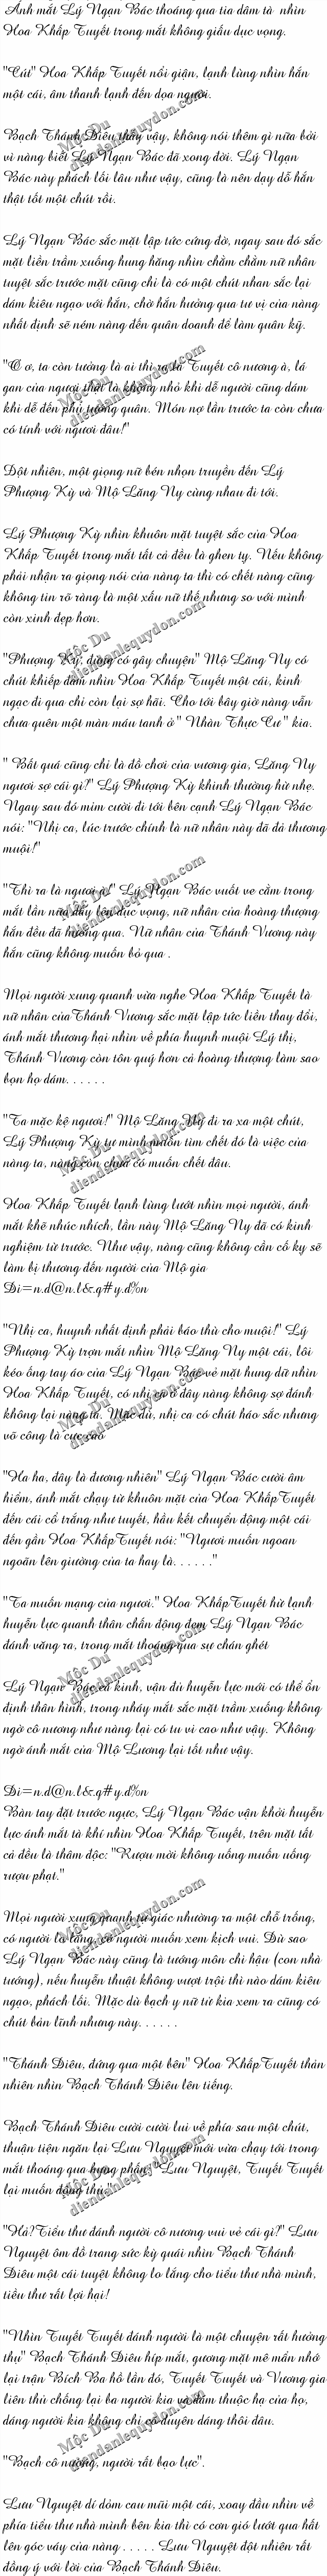 Ánh mắt Lý Ngạn Bác thoáng qua tia dâm tà nhìn
Hoa Khấp Tuyết trong mắt không giấu dục vọng.
"Cút" Hoa Khấp Tuyết nổi giận, lạnh lùng nhìn hắn
một cái, âm thanh lạnh đến dọa người.
Bạch Thánh Diêu thấy vậy, không nói thêm gì nữa bởi
vì nàng biết Lý Ngạn Bác đã xong đời. Lý Ngạn
Bác này phách lối lâu như vậy, cũng là nên dạy dỗ hắn
thật tốt một chút rồi.
Lý Ngạn Bác sắc mặt lập tức cứng đờ, ngay sau đó sắc
mặt liền trầm xuống hung hăng nhìn chằm chằm nữ nhân
tuyệt sắc trước mặt cũng chỉ là có một chút nhan sắc lại
dám kiêu ngạo với hắn, chờ hắn hưởng qua tư vị của nàng
nhất định sẽ ném nàng đến quân doanh để làm quân kỹ.
"Ơ, ta còn tưởng là ai thì ra là Tuyết cô nương à, lá
gan của ngươi thật là không nhỏ khi dễ người cũng dám
khi dễ đến phủ tướng quân. Món nợ lần trước ta còn chưa
có tính với ngươi đâu!"
Đột nhiên, một giọng nữ bén nhọn truyền đến Lý
Phượng Kỳ và Mộ Lăng Ny cùng nhau đi tới.
Lý Phượng Kỳ nhìn khuôn mặt tuyệt sắc của Hoa
Khấp Tuyết trong mắt tất cả đều là ghen tỵ. Nếu không
phải nhận ra giọng nói của nàng ta thì có chết nàng cũng
không tin rõ ràng là một xấu nữ thế nhưng so với mình
còn xinh đẹp hơn.
"Phượng Kỳ, đừng có gây chuyện" Mộ Lăng Ny có
chút khiếp đảm nhìn Hoa Khấp Tuyết một cái, kinh
ngạc đi qua chỉ còn lại sợ hãi. Cho tới bây giờ nàng vẫn
chưa quên một màn máu tanh ở " Nhàn Thực Cư " kia.
" Bất quá cũng chỉ là đồ chơi của vương gia, Lăng Ny
ngươi sợ cái gì?" Lý Phượng Kỳ khinh thường hừ nhẹ.
Ngay sau đó mỉm cười đi tới bên cạnh Lý Ngạn Bác
nói: "Nhị ca, lúc trước chính là nữ nhân này đã đả thương
muội!"
"Thì ra là ngươi à!" Lý Ngạn Bác vuốt ve cằm trong
mắt lần nữa đầy lên dục vọng, nữ nhân của hoàng thượng
hắn đều đã hưởng qua. Nữ nhân của Thánh Vương này
hắn cũng không muốn bỏ qua .
Mọi người xung quanh vừa nghe Hoa Khấp Tuyết là
nữ nhân củaThánh Vương sắc mặt lập tức liền thay đổi,
ánh mắt thương hại nhìn về phía huynh muội Lý thị,
Thánh Vương còn tôn quý hơn cả hoàng thượng làm sao
bọn họ dám. . . . . .
"Ta mặc kệ ngươi!" Mộ Lăng Ny đi ra xa một chút,
Lý Phượng Kỳ tự mình muốn tìm chết đó là việc của
nàng ta, nàng còn chưa có muốn chết đâu.
Hoa Khấp Tuyết lạnh lùng lướt nhìn mọi người, ánh
mắt khẽ nhúc nhích, lần này Mộ Lăng Ny đã có kinh
nghiệm từ trước. Như vậy, nàng cũng không cần cố kỵ sẽ
làm bị thương đến người của Mộ gia
Di=n.d@n.l&.q#y.d%n
"Nhị ca, huynh nhất định phải báo thù cho muội!" Lý
Phượng Kỳ trợn mắt nhìn Mộ Lăng Ny một cái, lôi
kéo ống tay áo của Lý Ngạn Bác vẻ mặt hung dữ nhìn
Hoa Khấp Tuyết, có nhị ca ở đây nàng không sợ đánh
không lại nàng ta. Mặc dù, nhị ca có chút háo sắc nhưng
võ công là cực cao
"Ha ha, đây là đương nhiên" Lý Ngạn Bác cười âm
hiểm, ánh mắt chạy từ khuôn mặt của Hoa KhấpTuyết
đến cái cổ trắng như tuyết, hầu kết chuyển động một cái
đến gần Hoa KhấpTuyết nói: "Ngươi muốn ngoan
ngoãn lên giường của ta hay là. . . . . ."
"Ta muốn mạng của ngươi." Hoa KhấpTuyết hừ lạnh
huyễn lực quanh thân chấn động đem Lý Ngạn Bác
đánh văng ra, trong mắt thoáng qua sự chán ghét
Lý Ngạn Bác cả kinh, vận dù huyễn lực mới có thể ổn
định thân hình, trong nháy mắt sắc mặt trầm xuống không
ngờ cô nương như nàng lại có tu vi cao như vậy. Không
ngờ ánh mắt của Mộ Lương lại tốt như vậy.
Di=n.d@n.l&.q#y.d%n
Bàn tay đặt trước ngực, Lý Ngạn Bác vận khởi huyễn
lực ánh mắt tà khí nhìn Hoa Khấp Tuyết, trên mặt tất
cả đều là thâm độc: "Rượu mời không uống muốn uống
rượu phạt."
Mọi người xung quanh tự giác nhường ra một chỗ trống,
có người lo lắng, có người muốn xem kịch vui. Dù sao
Lý Ngạn Bác này cũng là tướng môn chi hậu (con nhà
tướng), nếu huyễn thuật không vượt trội thì nào dám kiêu
ngạo, phách lối. Mặc dù bạch y nữ tử kia xem ra cũng có
chút bản lĩnh nhưng này. . . . . .
"Thánh Diêu, đứng qua một bên" Hoa KhấpTuyết thản
nhiên nhìn Bạch Thánh Diêu lên tiếng.
Bạch Thánh Diêu cười cười lui về phía sau một chút,
thuận tiện ngăn lại Lưu Nguyệt mới vừa chạy tới trong
mắt thoáng qua hưng phấn: "Lưu Nguyệt, Tuyết Tuyết
lại muốn động thủ."
"Hả?Tiểu thư đánh người có nương vui vẻ cái gì?" Lưu
Nguyệt ôm đồ trang sức kỳ quái nhìn Bạch Thánh
Diêu một cái tuyệt không lo lắng cho tiểu thư nhà mình,
tiểu thư rất lợi hại!
"Nhìn Tuyết Tuyết đánh người là một chuyện rất hưởng
thụ" Bạch Thánh Diêu híp mắt, gương mặt mê mẩn nhớ
lại trận Bích Ba hồ lần đó, Tuyết Tuyết và Vương gia
liên thủ chống lại ba người kia và đám thuộc hạ của họ,
dáng người kia không chỉ có duyên dáng thôi đâu.
"Bạch cô nương, người rất bạo lực".
Lưu Nguyệt dí dỏm cau mũi một cái, xoay đầu nhìn về
phía tiểu thư nhà mình bên kia thì có cơn gió lướt qua hất
lên góc váy của nàng . . . . . Lưu Nguyệt đột nhiên rất
đồng ý với lời của Bạch Thánh Diêu.
Mộc Du
diendanlequydon.com